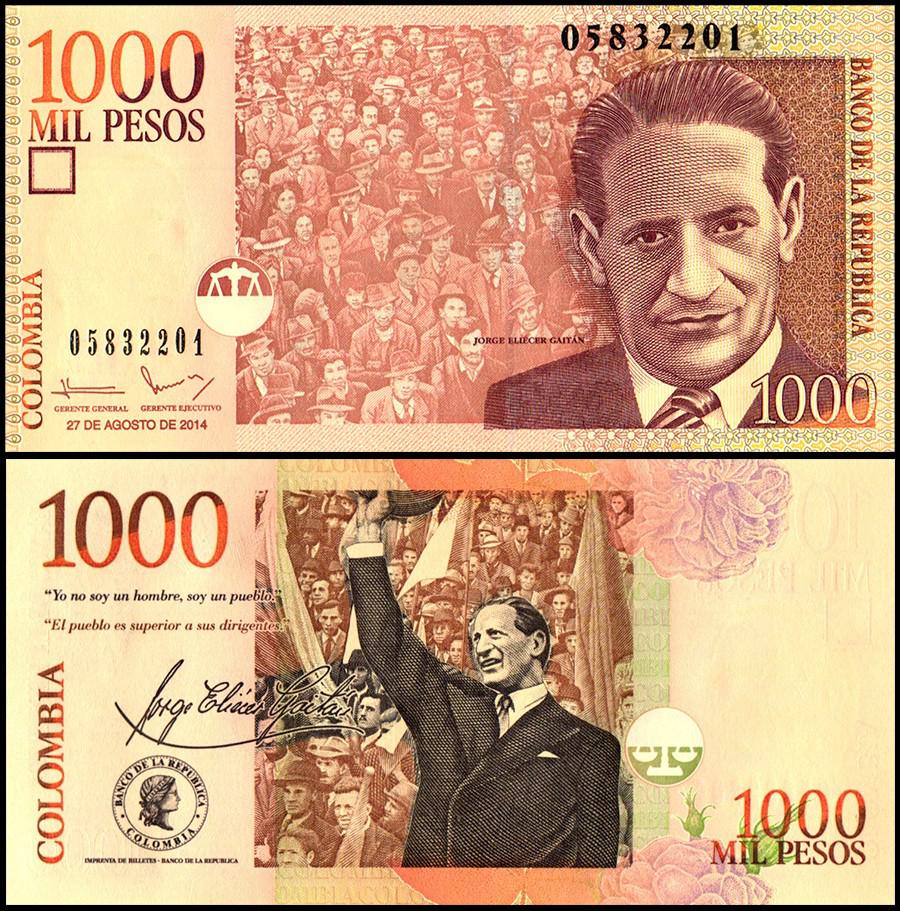 1000
MIL PESOS
05832201
BANCO DE LA REPUBLICA
COLOMBIA
05832201
JORGE ELIÉCER GAITÁN
GERENTE GENERAL GERENTE EJECUTIVO
27 DE AGOSTO DE 2014
1000
COLOMBIA
1000
“Yo no soy un hombre, soy un pueblo.”
“El pueblo es superior a sus dirigentes.”
COLOMBIA
Jorge Eliécer Gaitán
BANCO DE LA REPUBLICA
COLOMBIA
IMPRENTA DE BILLETES - BANCO DE LA REPUBLICA
1000
MIL PESOS